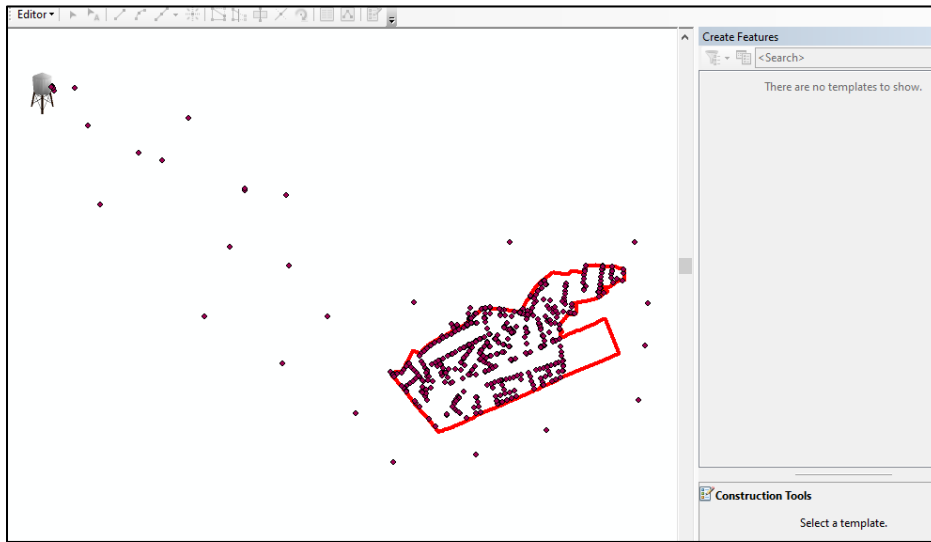 Editor
Create Features
<Search>
There are no templates to show.
Construction Tools
Select a template.